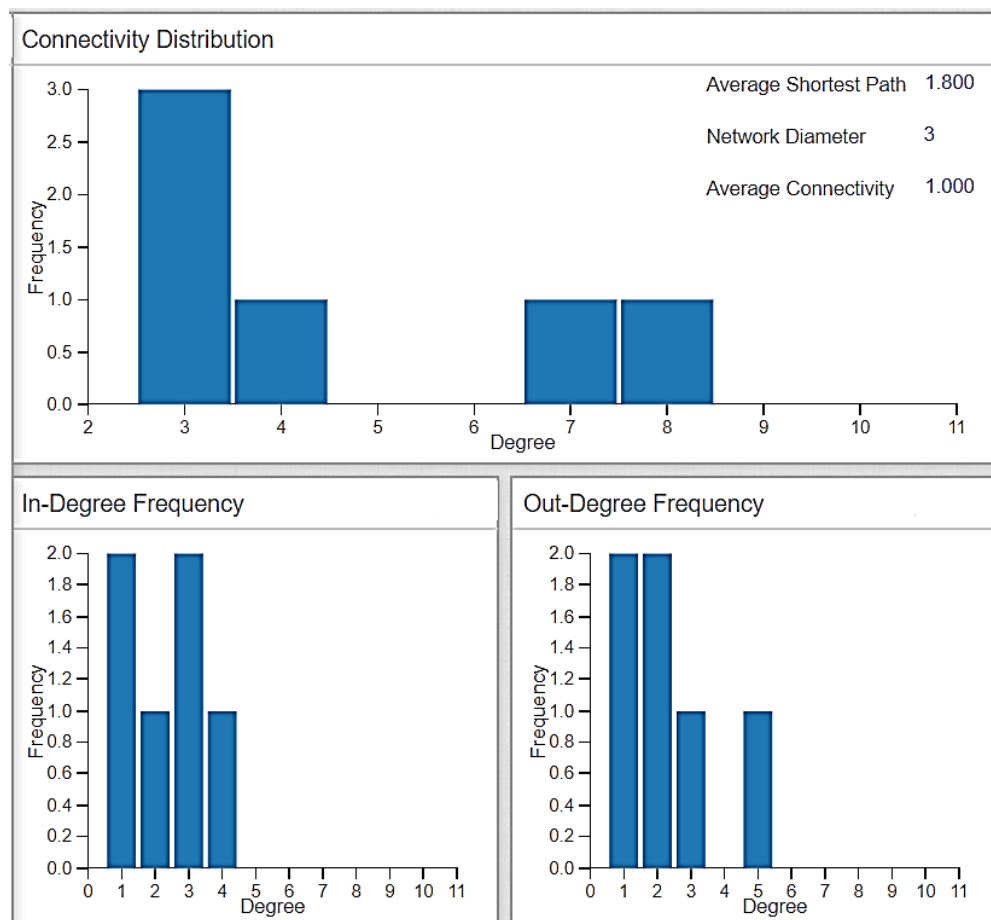 Connectivity Distribution
Average Shortest Path 1.800
Network Diameter 3
Average Connectivity 1.000
Frequency
3.0
2.5
2.0
1.5
1.0
0.5
0.0
2 3 4 5 6 7 8 9 10 11
Degree
In-Degree Frequency
Frequency
2.0
1.8
1.6
1.4
1.2
1.0
0.8
0.6
0.4
0.2
0.0
0 1 2 3 4 5 6 7 8 9 10 11
Degree
Out-Degree Frequency
Frequency
2.0
1.8
1.6
1.4
1.2
1.0
0.8
0.6
0.4
0.2
0.0
0 1 2 3 4 5 6 7 8 9 10 11
Degree